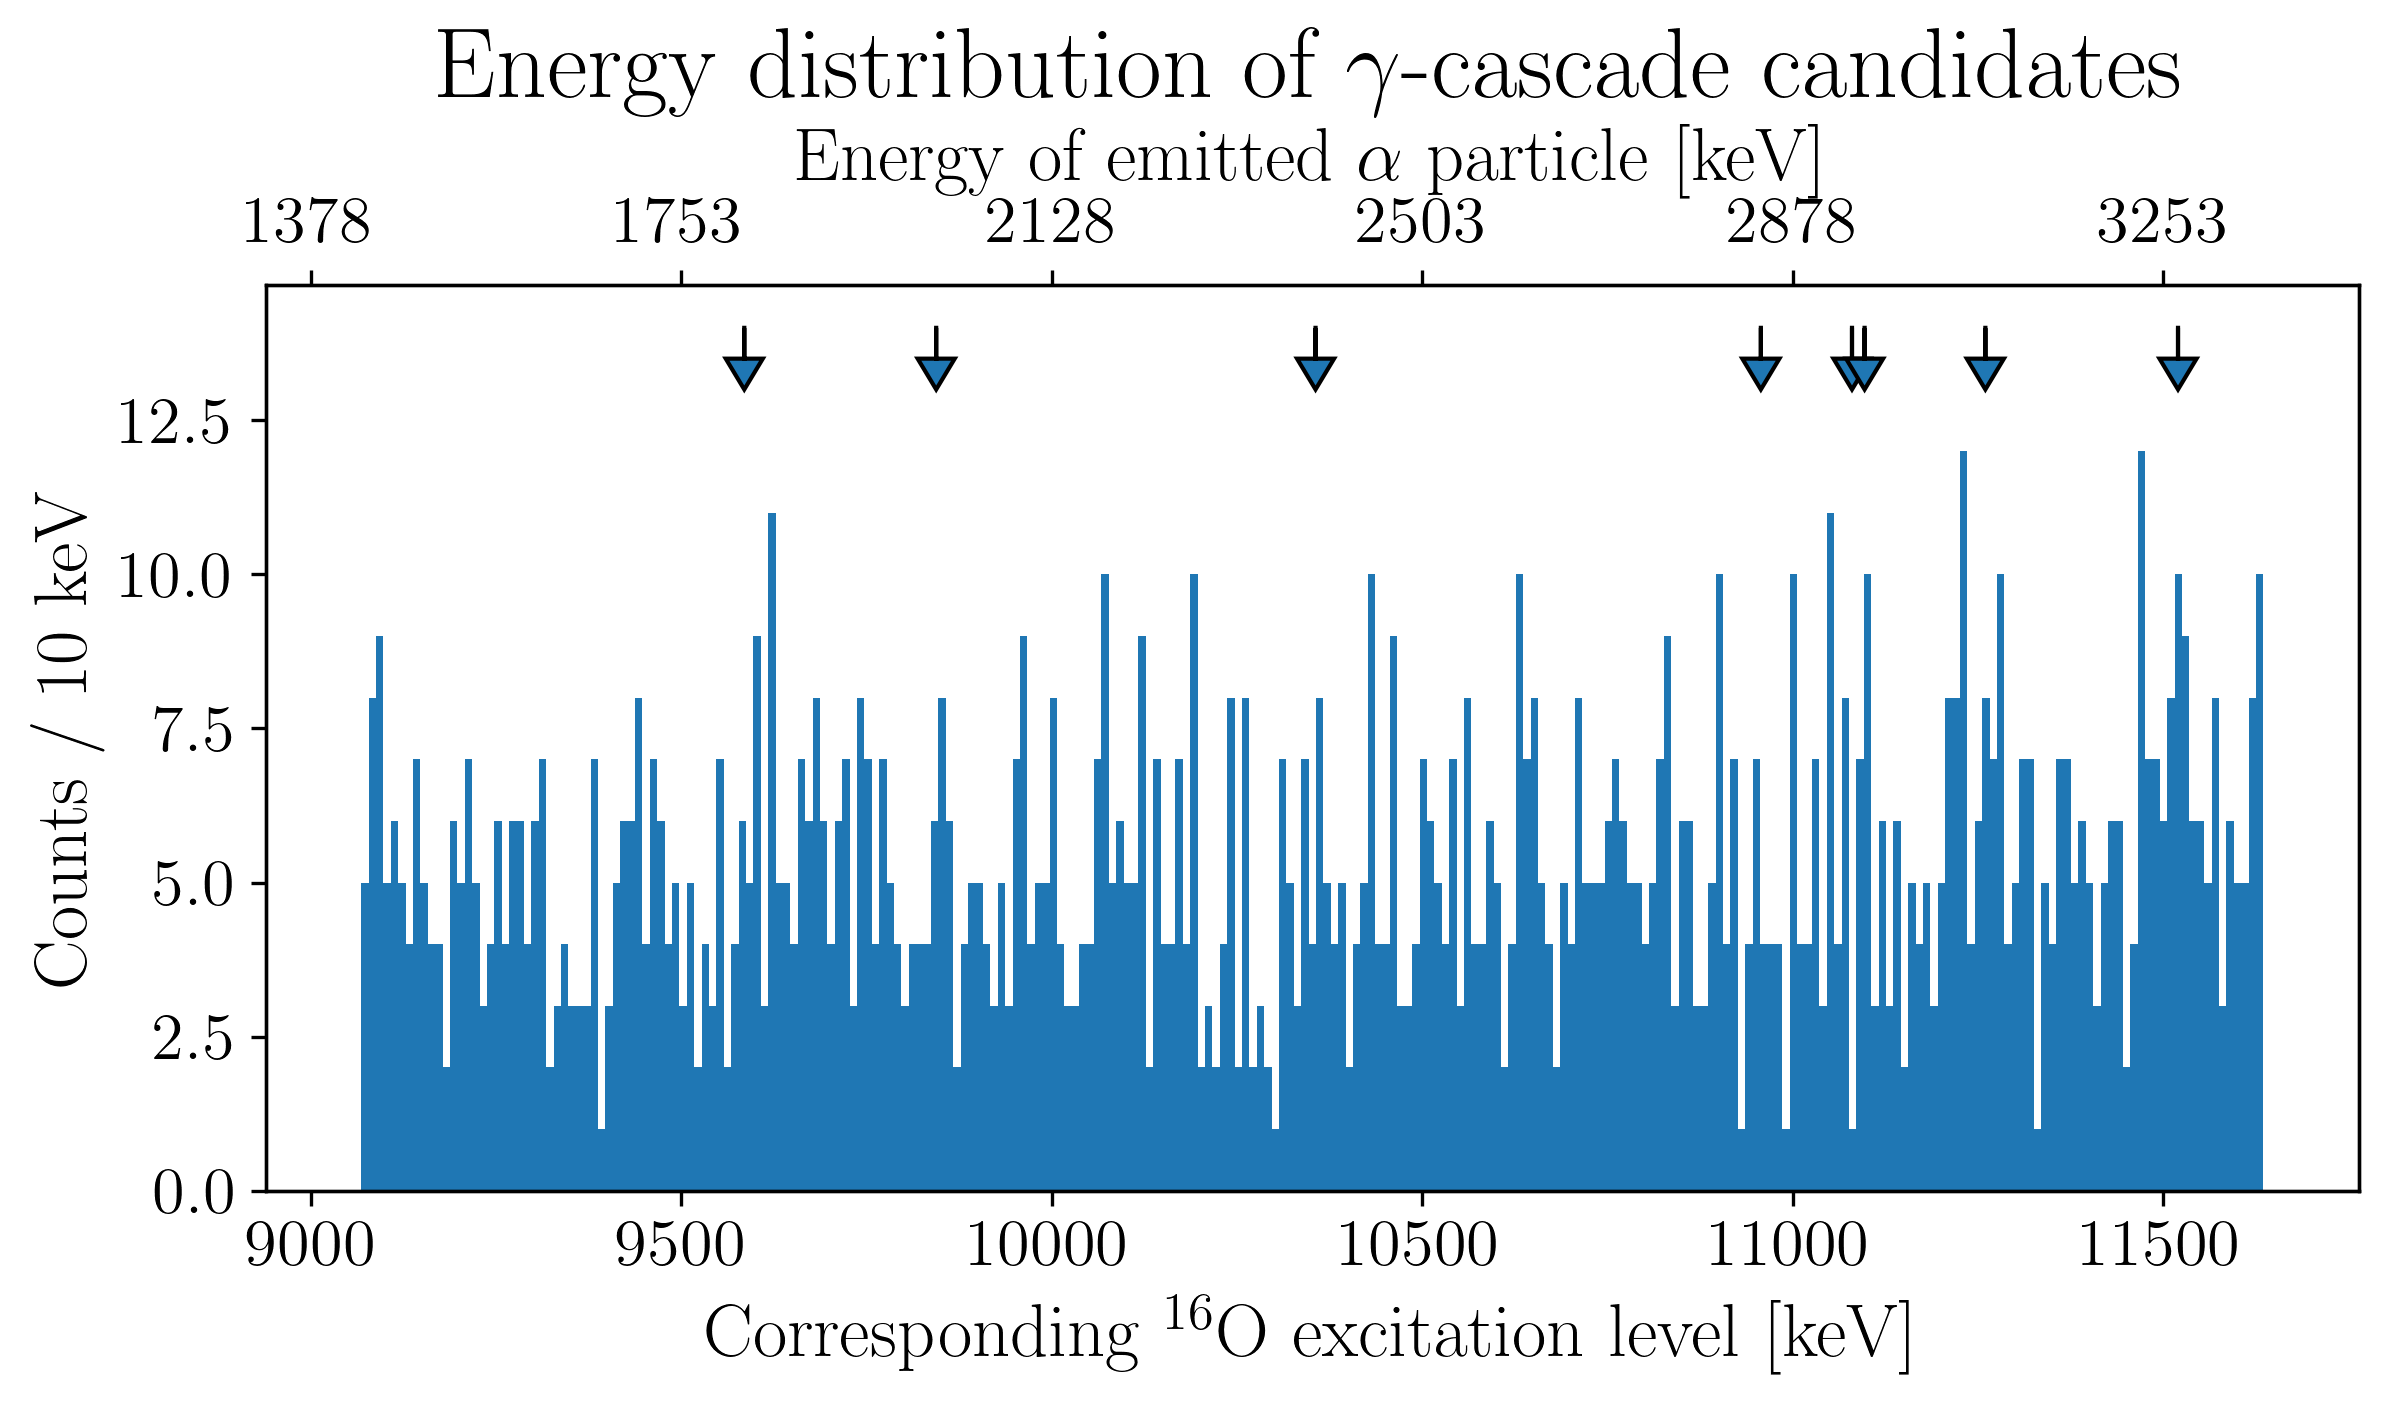 Energy distribution of γ-cascade candidates
Energy of emitted α particle [keV]
1378 1753 2128 2503 2878 3253
12.5
10.0
7.5
5.0
2.5
0.0
Counts / 10 keV
9000 9500 10000 10500 11000 11500
Corresponding ¹⁶O excitation level [keV]